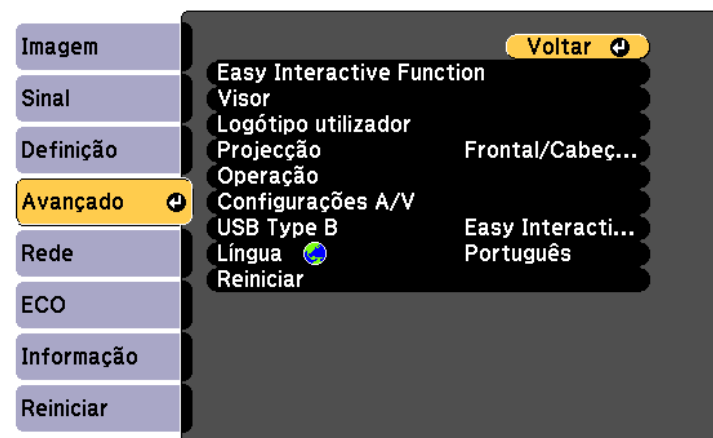 Imagem
Sinal
Definição
Avançado
Rede
ECO
Informação
Reiniciar
Voltar
Easy Interactive Function
Visor
Logótipo utilizador
Projecção Frontal/Cabeç...
Operação
Configurações A/V
USB Type B Easy Interacti...
Língua Português
Reiniciar